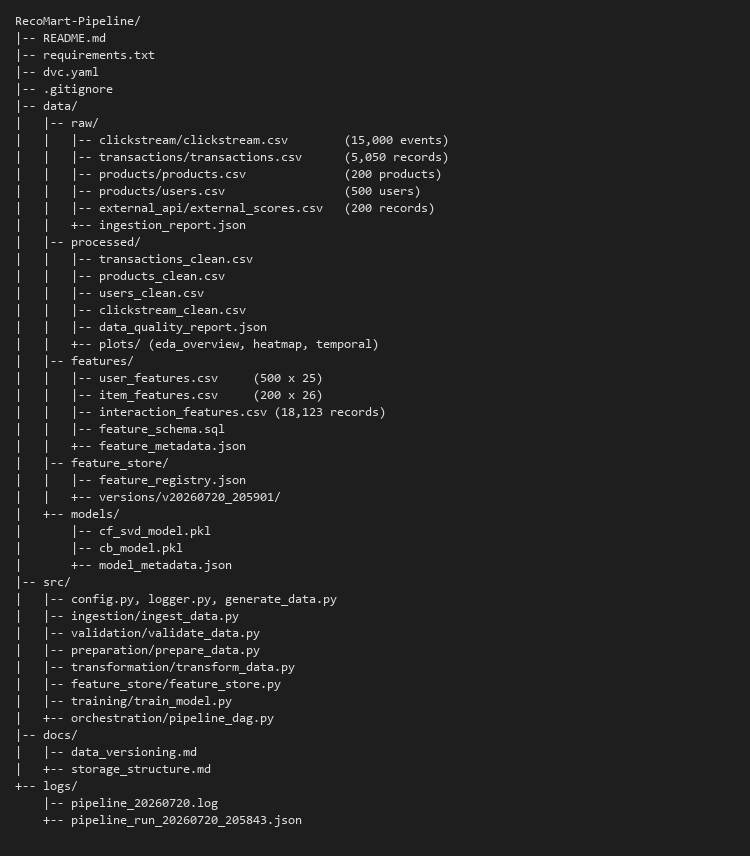 RecoMart-Pipeline/
|-- README.md
|-- requirements.txt
|-- dvc.yaml
|-- .gitignore
|-- data/
|   |-- raw/
|   |   |-- clickstream/clickstream.csv        (15,000 events)
|   |   |-- transactions/transactions.csv      (5,050 records)
|   |   |-- products/products.csv              (200 products)
|   |   |-- products/users.csv                 (500 users)
|   |   |-- external_api/external_scores.csv   (200 records)
|   |   +-- ingestion_report.json
|   |-- processed/
|   |   |-- transactions_clean.csv
|   |   |-- products_clean.csv
|   |   |-- users_clean.csv
|   |   |-- clickstream_clean.csv
|   |   |-- data_quality_report.json
|   |   +-- plots/ (eda_overview, heatmap, temporal)
|   |-- features/
|   |   |-- user_features.csv     (500 x 25)
|   |   |-- item_features.csv     (200 x 26)
|   |   |-- interaction_features.csv (18,123 records)
|   |   |-- feature_schema.sql
|   |   +-- feature_metadata.json
|   |-- feature_store/
|   |   |-- feature_registry.json
|   |   +-- versions/v20260720_205901/
|   +-- models/
|       |-- cf_svd_model.pkl
|       |-- cb_model.pkl
|       +-- model_metadata.json
|-- src/
|   |-- config.py, logger.py, generate_data.py
|   |-- ingestion/ingest_data.py
|   |-- validation/validate_data.py
|   |-- preparation/prepare_data.py
|   |-- transformation/transform_data.py
|   |-- feature_store/feature_store.py
|   |-- training/train_model.py
|   +-- orchestration/pipeline_dag.py
|-- docs/
|   |-- data_versioning.md
|   +-- storage_structure.md
+-- logs/
    |-- pipeline_20260720.log
    +-- pipeline_run_20260720_205843.json